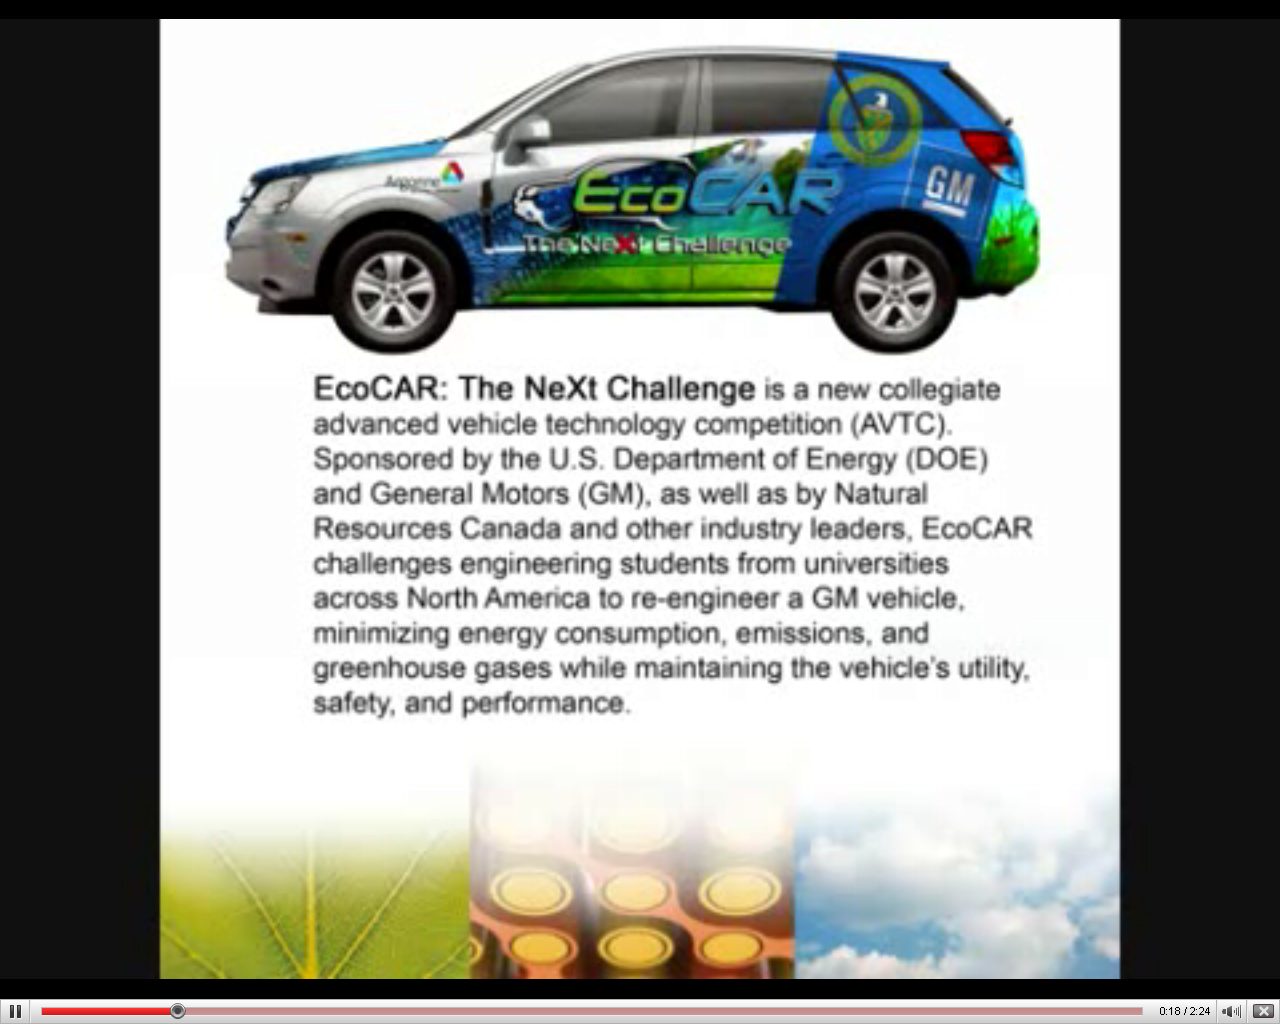 Argonne
EcoCAR
The NeXt Challenge
GM
EcoCAR: The NeXt Challenge is a new collegiate
advanced vehicle technology competition (AVTC).
Sponsored by the U.S. Department of Energy (DOE)
and General Motors (GM), as well as by Natural
Resources Canada and other industry leaders, EcoCAR
challenges engineering students from universities
across North America to re-engineer a GM vehicle,
minimizing energy consumption, emissions, and
greenhouse gases while maintaining the vehicle's utility,
safety, and performance.
0:18 / 2:24